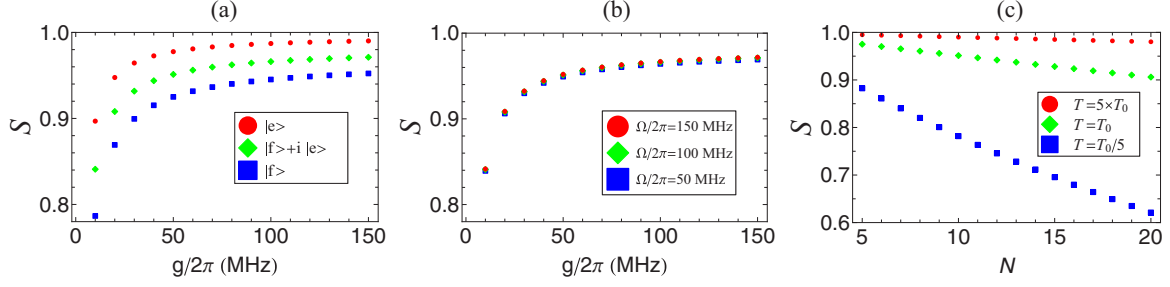 (a)
1.0
0.9
0.8
S
0
50
100
150
g/2π (MHz)
|e>
|f>+i |e>
|f>
(b)
1.0
0.9
0.8
S
0
50
100
150
g/2π (MHz)
Ω/2π=150 MHz
Ω/2π=100 MHz
Ω/2π=50 MHz
(c)
1.0
0.9
0.8
0.7
0.6
S
5
10
15
20
N
T=5×T₀
T=T₀
T=T₀/5